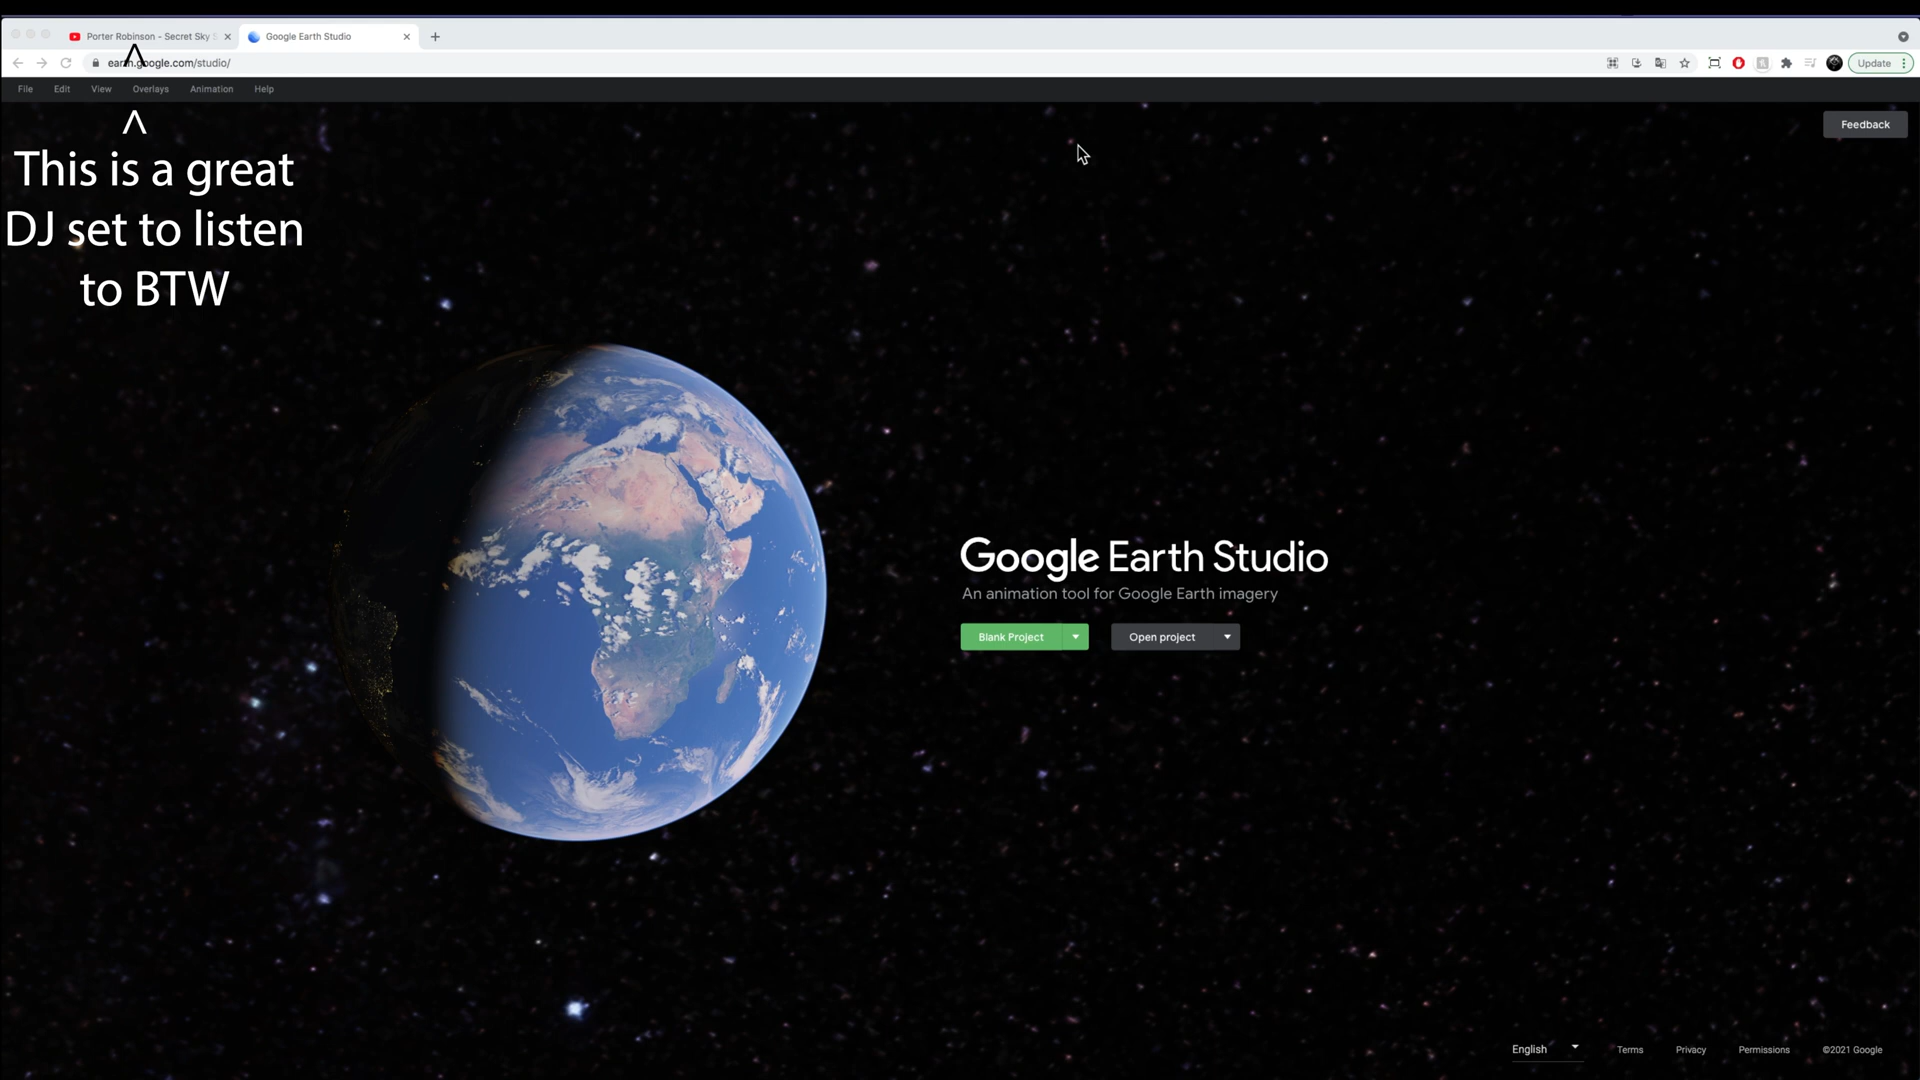 Porter Robinson - Secret Sky
Google Earth Studio
earth.google.com/studio/
Update
File Edit View Overlays Animation Help
Feedback
^
^
This is a great
DJ set to listen
to BTW
Google Earth Studio
An animation tool for Google Earth imagery
Blank Project
Open project
English
Terms
Privacy
Permissions
©2021 Google